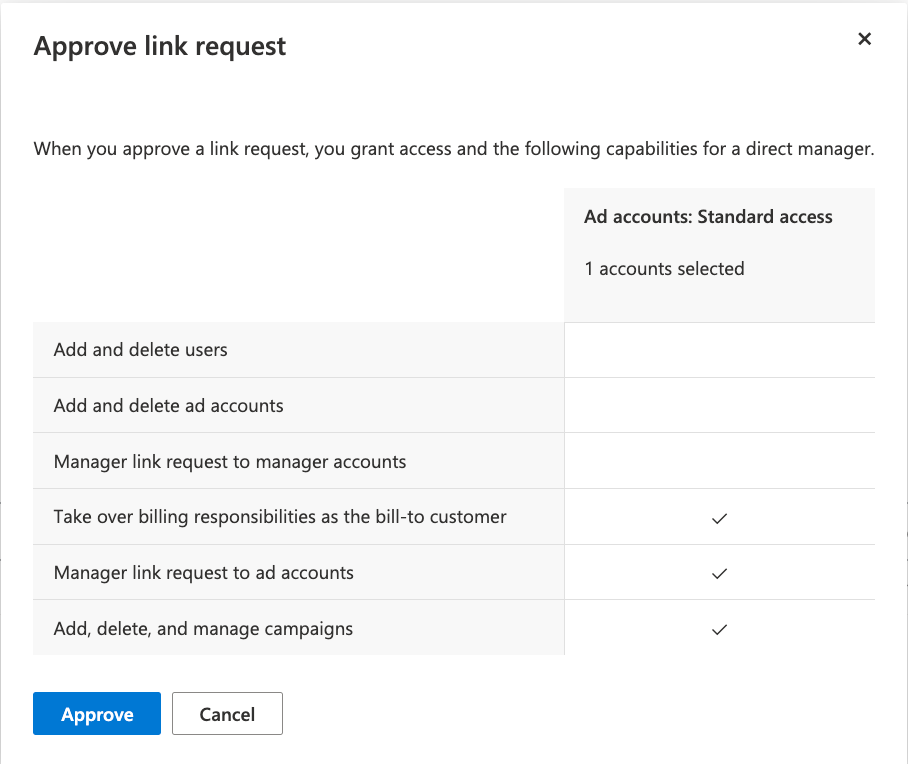 Approve link request
When you approve a link request, you grant access and the following capabilities for a direct manager.
Ad accounts: Standard access
1 accounts selected
Add and delete users
Add and delete ad accounts
Manager link request to manager accounts
Take over billing responsibilities as the bill-to customer
Manager link request to ad accounts
Add, delete, and manage campaigns
Approve
Cancel